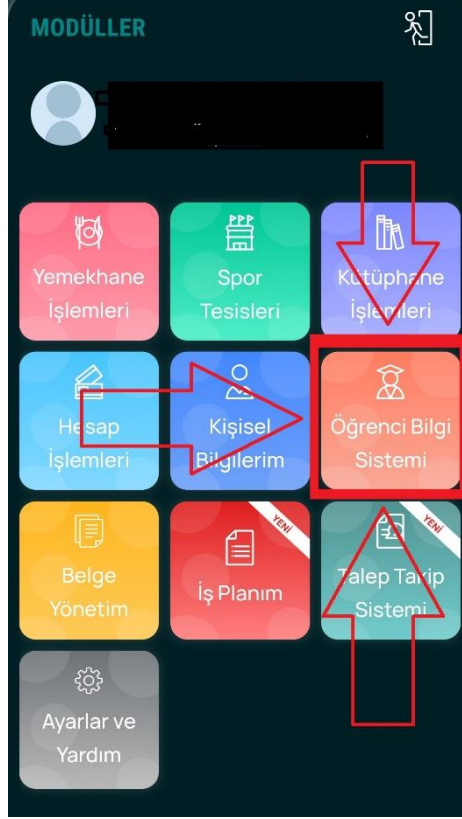 MODÜLLER
Yemekhane
İşlemleri
Spor
Tesisleri
Kütüphane
İşlemleri
Hesap
İşlemleri
Kişisel
Bilgilerim
Öğrenci Bilgi
Sistemi
Belge
Yönetim
YENİ
İş Planım
YENİ
Talep Takip
Sistemi
Ayarlar ve
Yardım